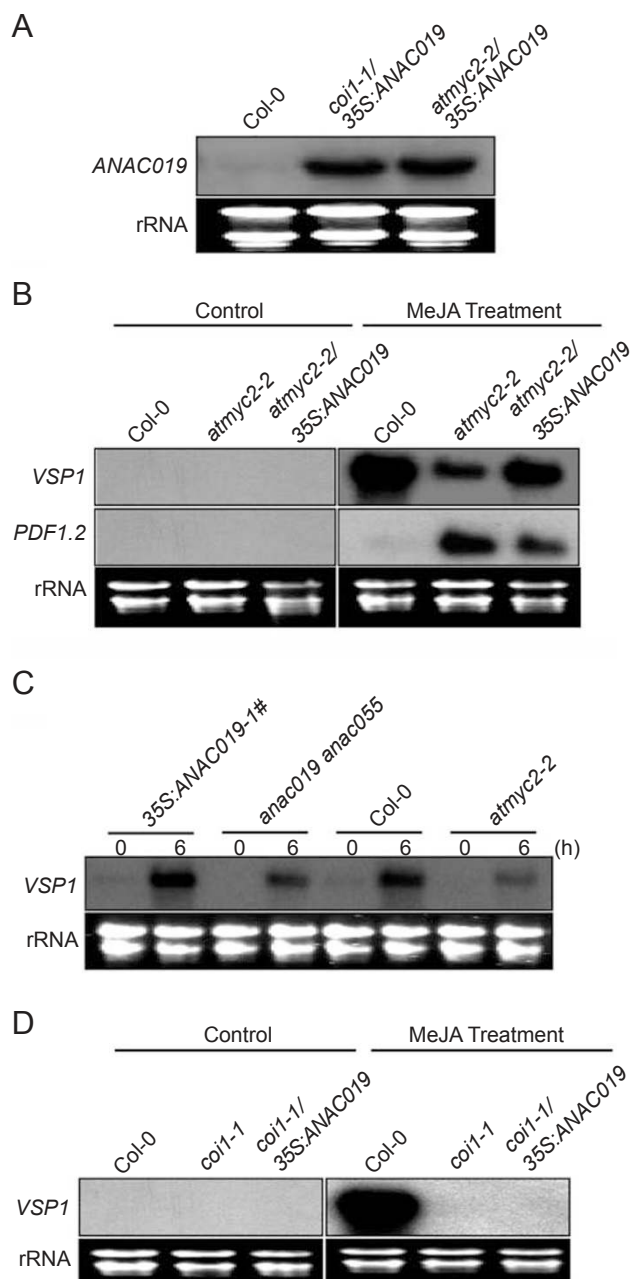 A
Col-0
coi1-1/
35S:ANAC019
atmyc2-2/
35S:ANAC019
ANAC019
rRNA
B
Control
MeJA Treatment
Col-0
atmyc2-2
atmyc2-2/
35S:ANAC019
Col-0
atmyc2-2
atmyc2-2/
35S:ANAC019
VSP1
PDF1.2
rRNA
C
35S:ANAC019-1#
anac019 anac055
Col-0
atmyc2-2
0 6 0 6 0 6 0 6 (h)
VSP1
rRNA
D
Control
MeJA Treatment
Col-0
coi1-1
coi1-1/
35S:ANAC019
Col-0
coi1-1
coi1-1/
35S:ANAC019
VSP1
rRNA